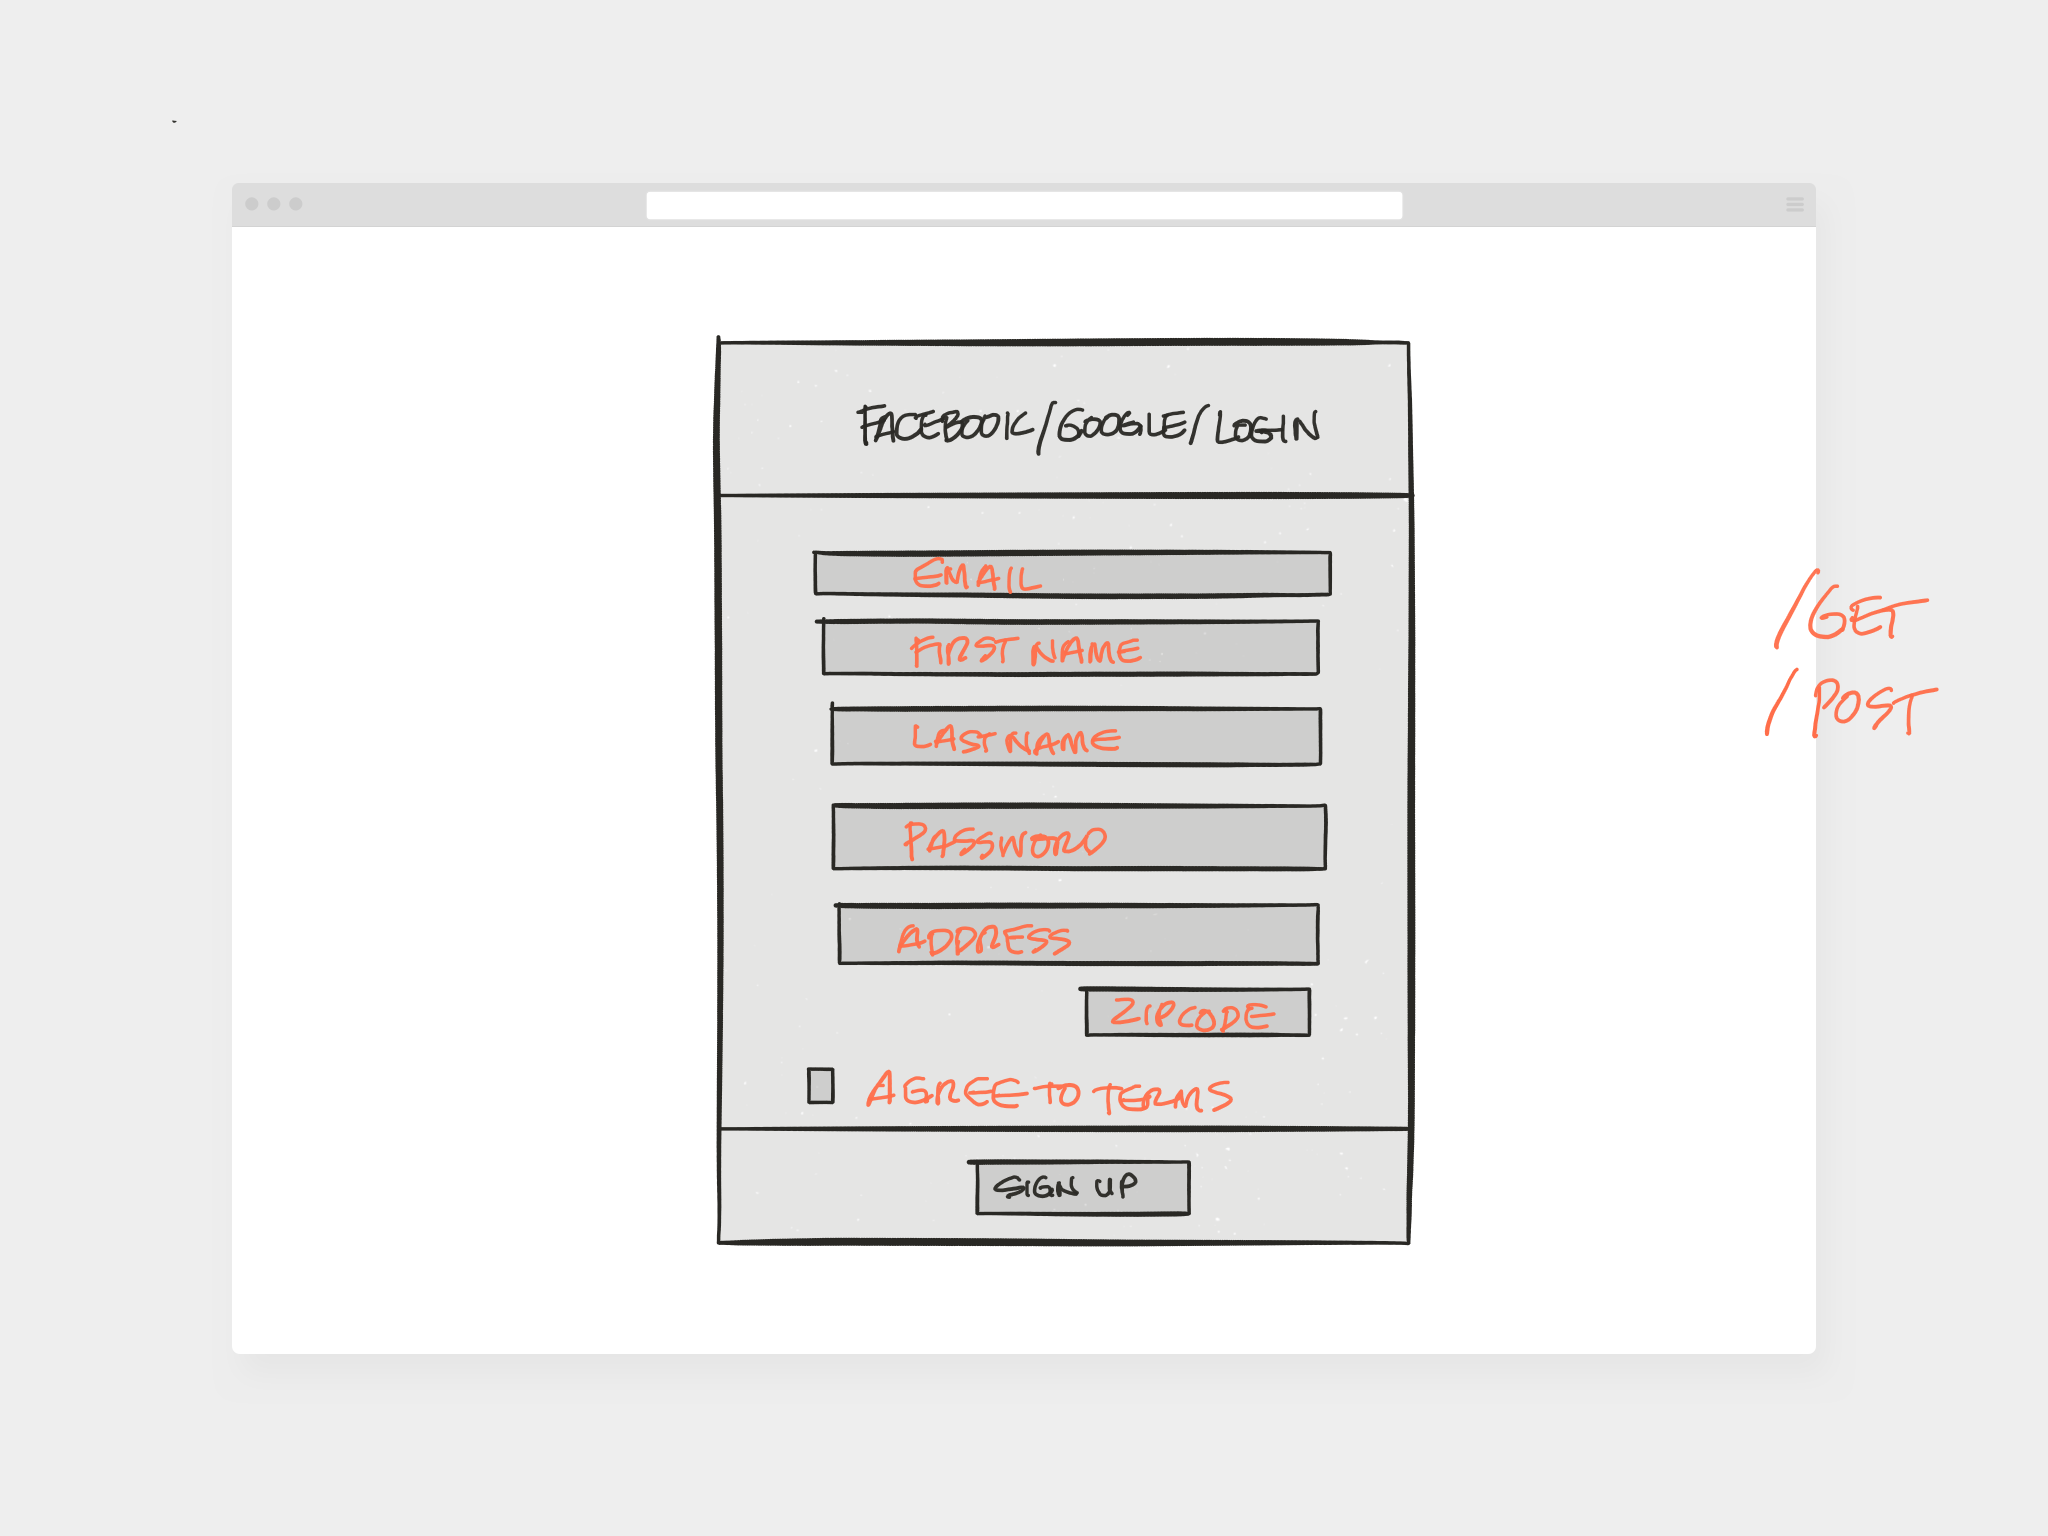 FACEBOOK/GOOGLE/LOGIN
EMAIL
FIRST NAME
LAST NAME
PASSWORD
ADDRESS
ZIPCODE
AGREE TO TERMS
SIGN UP
/GET
/POST